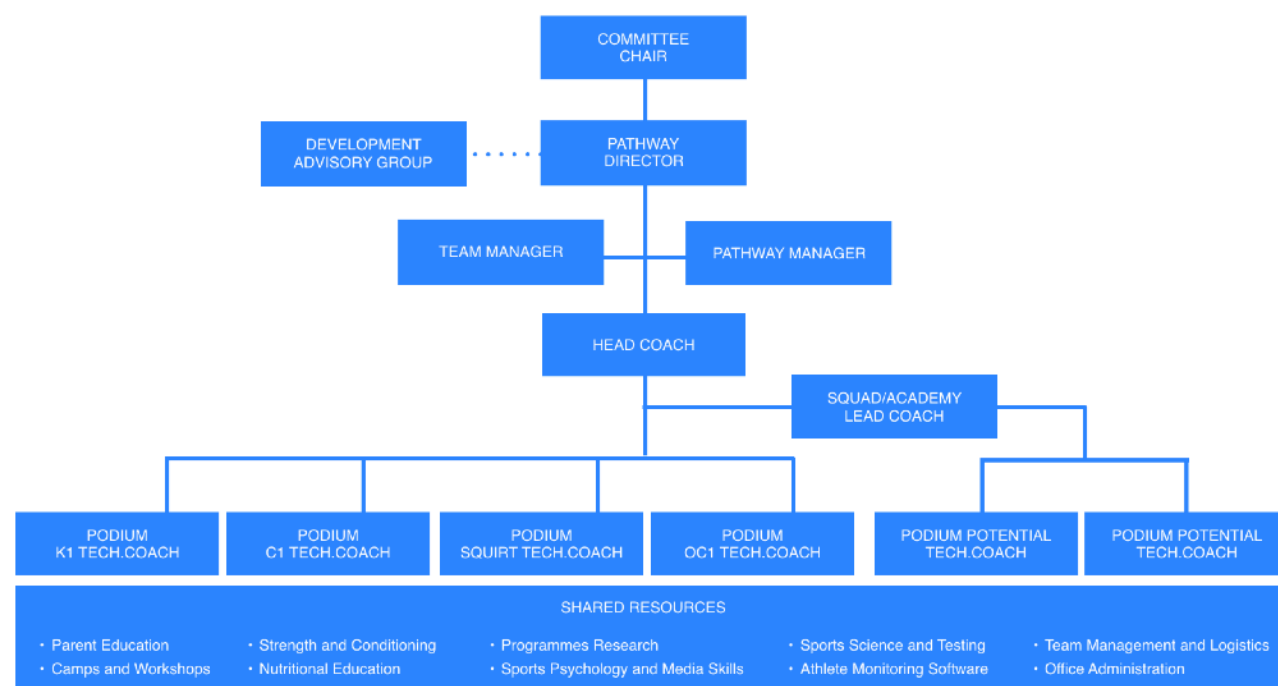 COMMITTEE
CHAIR
DEVELOPMENT
ADVISORY GROUP
PATHWAY
DIRECTOR
TEAM MANAGER
PATHWAY MANAGER
HEAD COACH
SQUAD/ACADEMY
LEAD COACH
PODIUM
K1 TECH.COACH
PODIUM
C1 TECH.COACH
PODIUM
SQUIRT TECH.COACH
PODIUM
OC1 TECH.COACH
PODIUM POTENTIAL
TECH.COACH
PODIUM POTENTIAL
TECH.COACH
SHARED RESOURCES
• Parent Education
• Camps and Workshops
• Strength and Conditioning
• Nutritional Education
• Programmes Research
• Sports Psychology and Media Skills
• Sports Science and Testing
• Athlete Monitoring Software
• Team Management and Logistics
• Office Administration